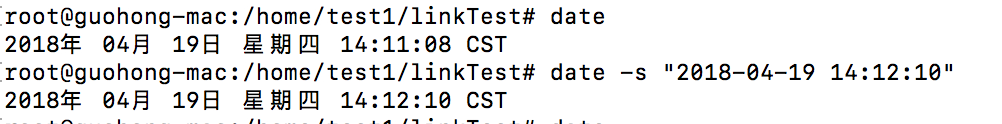 [root@guohong-mac:/home/test1/linkTest# date
2018年 04月 19日 星期四 14:11:08 CST
[root@guohong-mac:/home/test1/linkTest# date -s "2018-04-19 14:12:10"
2018年 04月 19日 星期四 14:12:10 CST